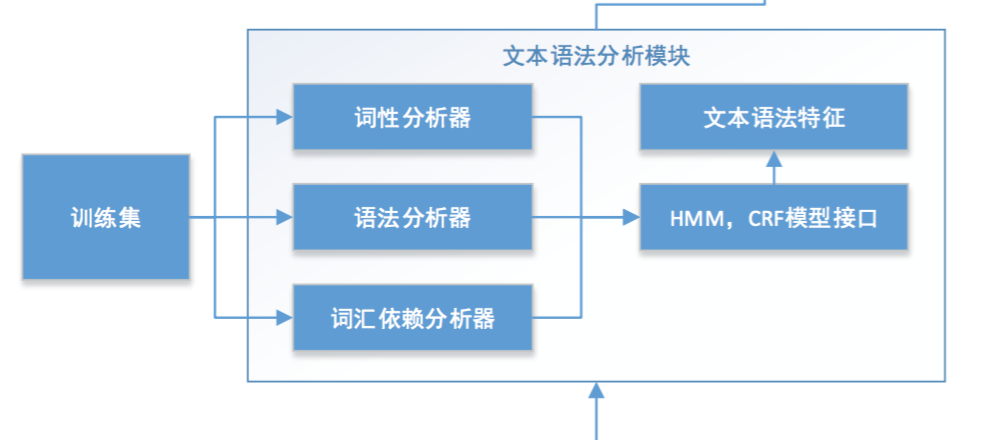 文本语法分析模块
词性分析器
文本语法特征
训练集
语法分析器
HMM，CRF模型接口
词汇依赖分析器